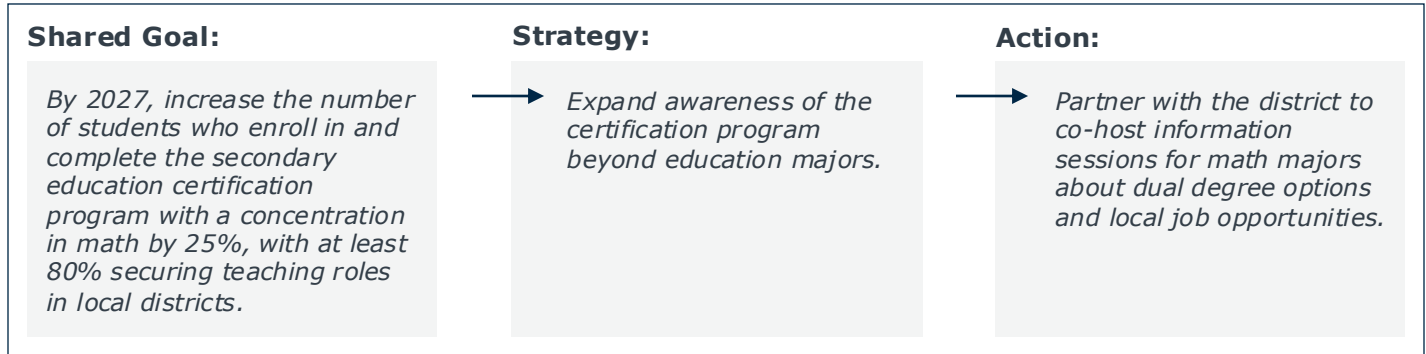 Shared Goal:
By 2027, increase the number
of students who enroll in and
complete the secondary
education certification
program with a concentration
in math by 25%, with at least
80% securing teaching roles
in local districts.
Strategy:
Expand awareness of the
certification program
beyond education majors.
Action:
Partner with the district to
co-host information
sessions for math majors
about dual degree options
and local job opportunities.